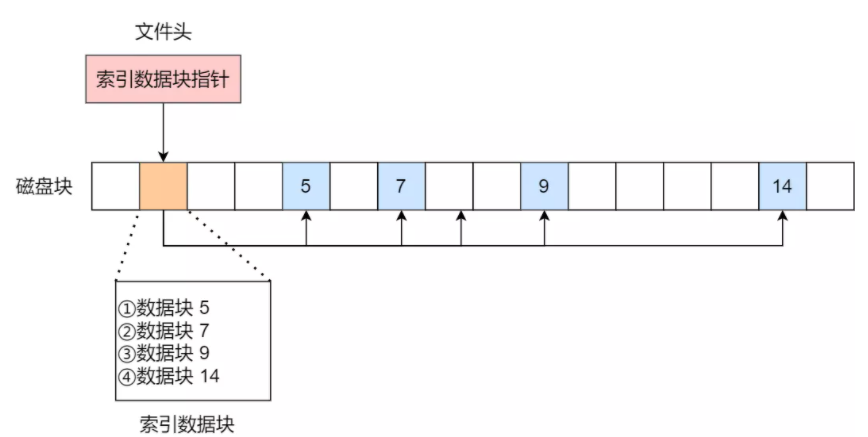 文件头
索引数据块指针
磁盘块
5 7 9 14
①数据块 5
②数据块 7
③数据块 9
④数据块 14
索引数据块